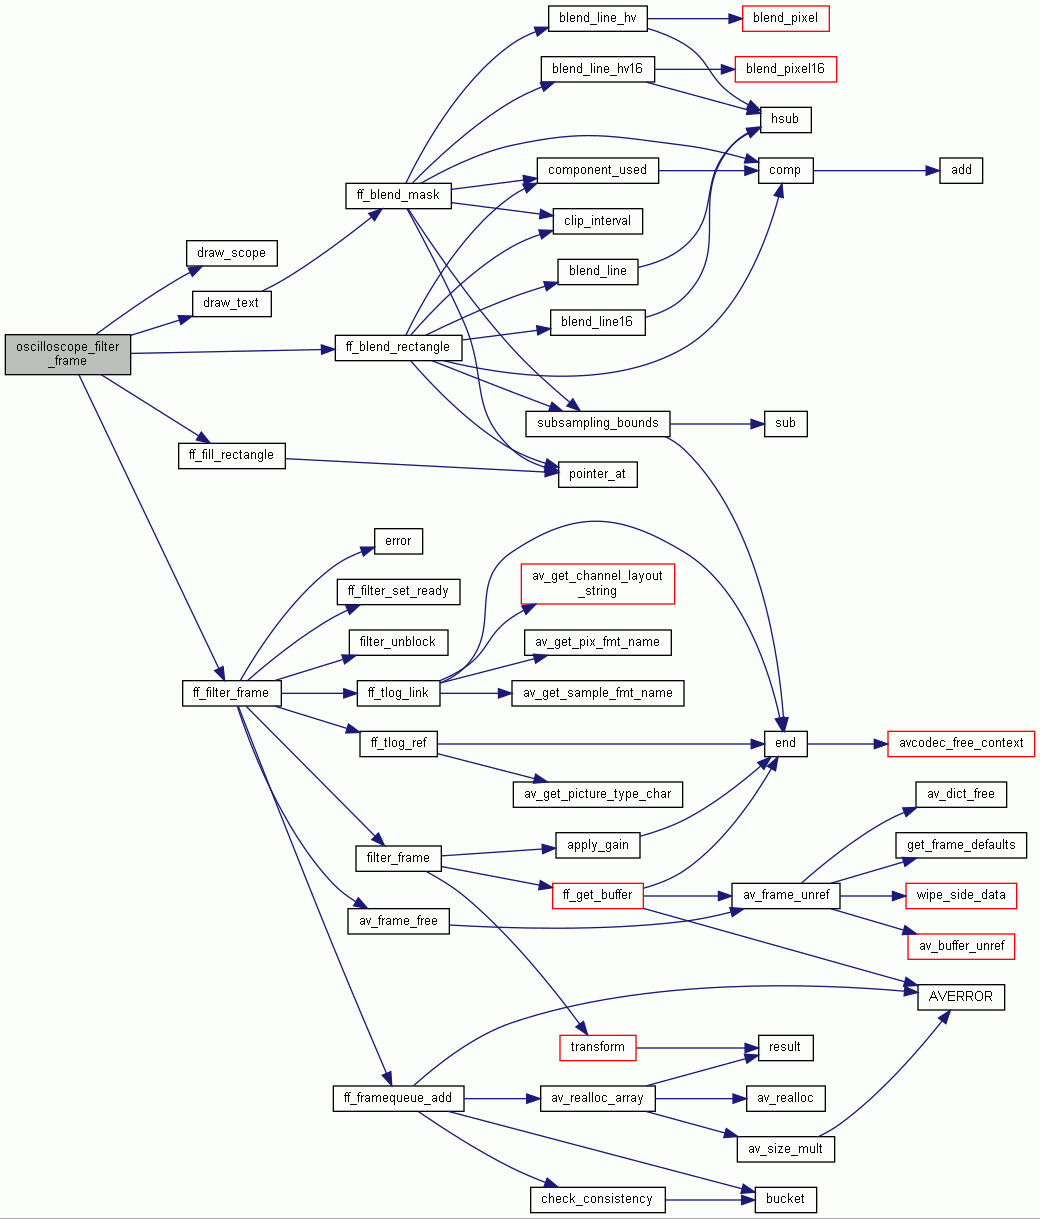 blend_line_hv
blend_pixel
blend_line_hv16
blend_pixel16
hsub
component_used
comp
add
ff_blend_mask
clip_interval
draw_scope
blend_line
draw_text
blend_line16
oscilloscope_filter
_frame
ff_blend_rectangle
subsampling_bounds
sub
ff_fill_rectangle
pointer_at
error
av_get_channel_layout
_string
ff_filter_set_ready
filter_unblock
av_get_pix_fmt_name
ff_filter_frame
ff_tlog_link
av_get_sample_fmt_name
ff_tlog_ref
end
avcodec_free_context
av_get_picture_type_char
av_dict_free
apply_gain
get_frame_defaults
filter_frame
ff_get_buffer
av_frame_unref
wipe_side_data
av_frame_free
av_buffer_unref
AVERROR
transform
result
ff_framequeue_add
av_realloc_array
av_realloc
av_size_mult
check_consistency
bucket